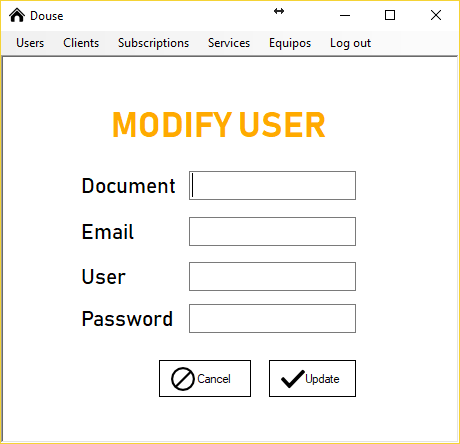 Douse
Users Clients Subscriptions Services Equipos Log out
MODIFY USER
Document
Email
User
Password
Cancel Update